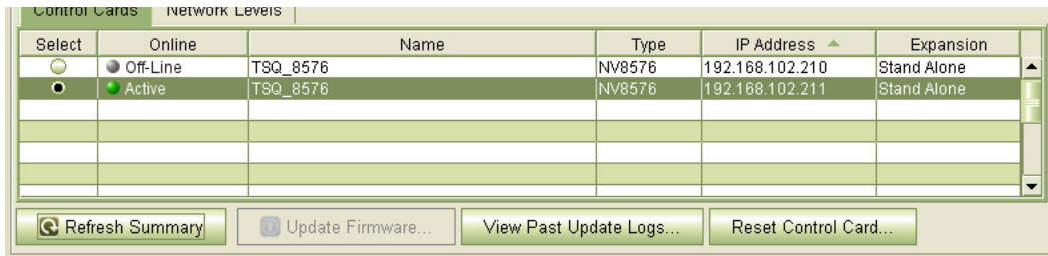 Control Cards Network Levels
Select Online Name Type IP Address Expansion
Off-Line TSQ_8576 NV8576 192.168.102.210 Stand Alone
Active TSQ_8576 NV8576 192.168.102.211 Stand Alone
Refresh Summary Update Firmware... View Past Update Logs... Reset Control Card...